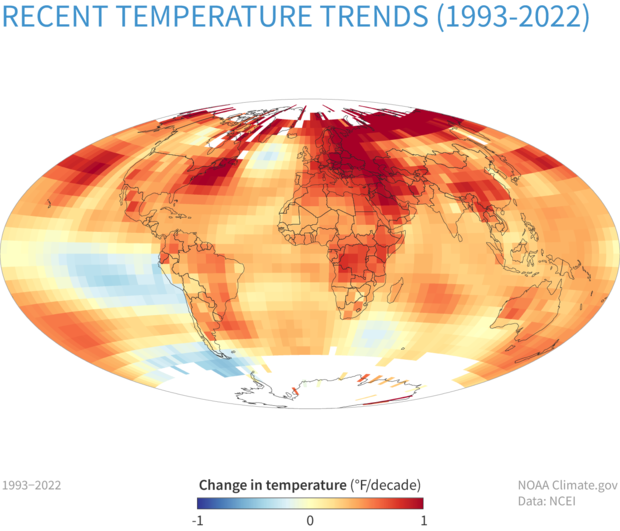 RECENT TEMPERATURE TRENDS (1993-2022)
1993–2022
Change in temperature (°F/decade)
-1 0 1
NOAA Climate.gov
Data: NCEI